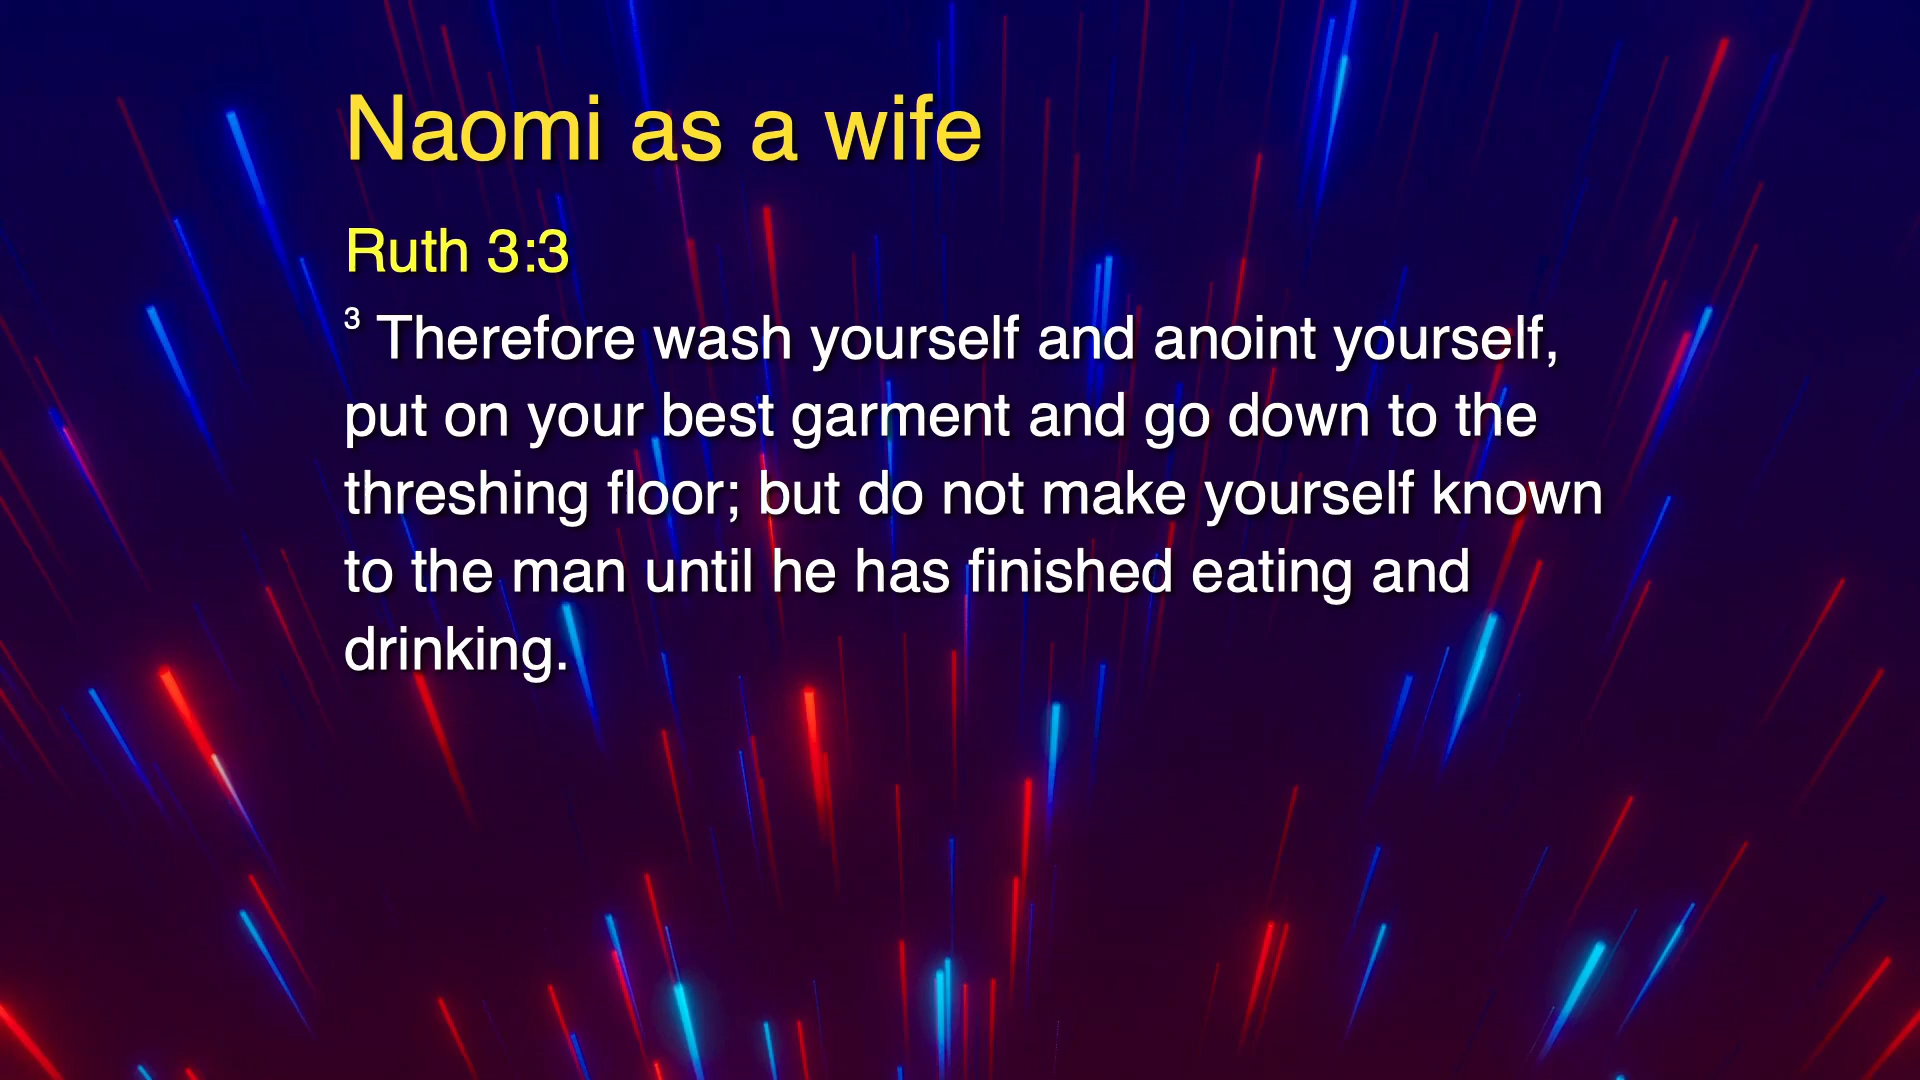 Naomi as a wife
Ruth 3:3
3 Therefore wash yourself and anoint yourself,
put on your best garment and go down to the
threshing floor; but do not make yourself known
to the man until he has finished eating and
drinking.